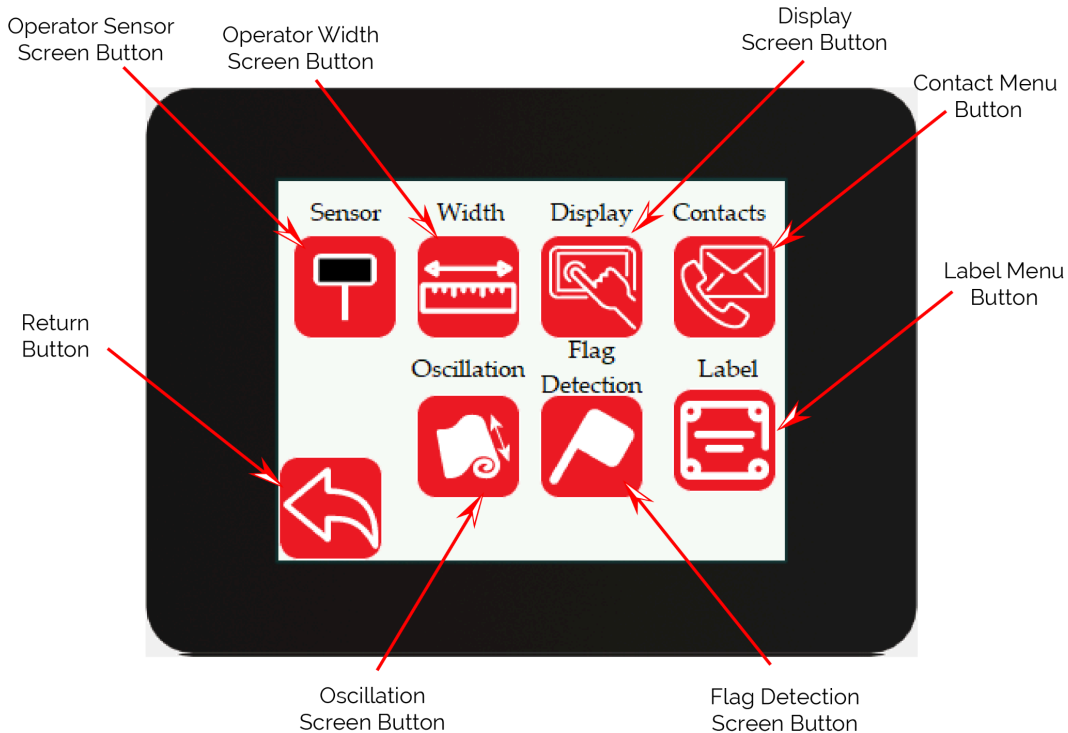 Operator Sensor
Screen Button
Operator Width
Screen Button
Display
Screen Button
Contact Menu
Button
Sensor
Width
Display
Contacts
Label Menu
Button
Return
Button
Oscillation
Flag
Detection
Label
Oscillation
Screen Button
Flag Detection
Screen Button